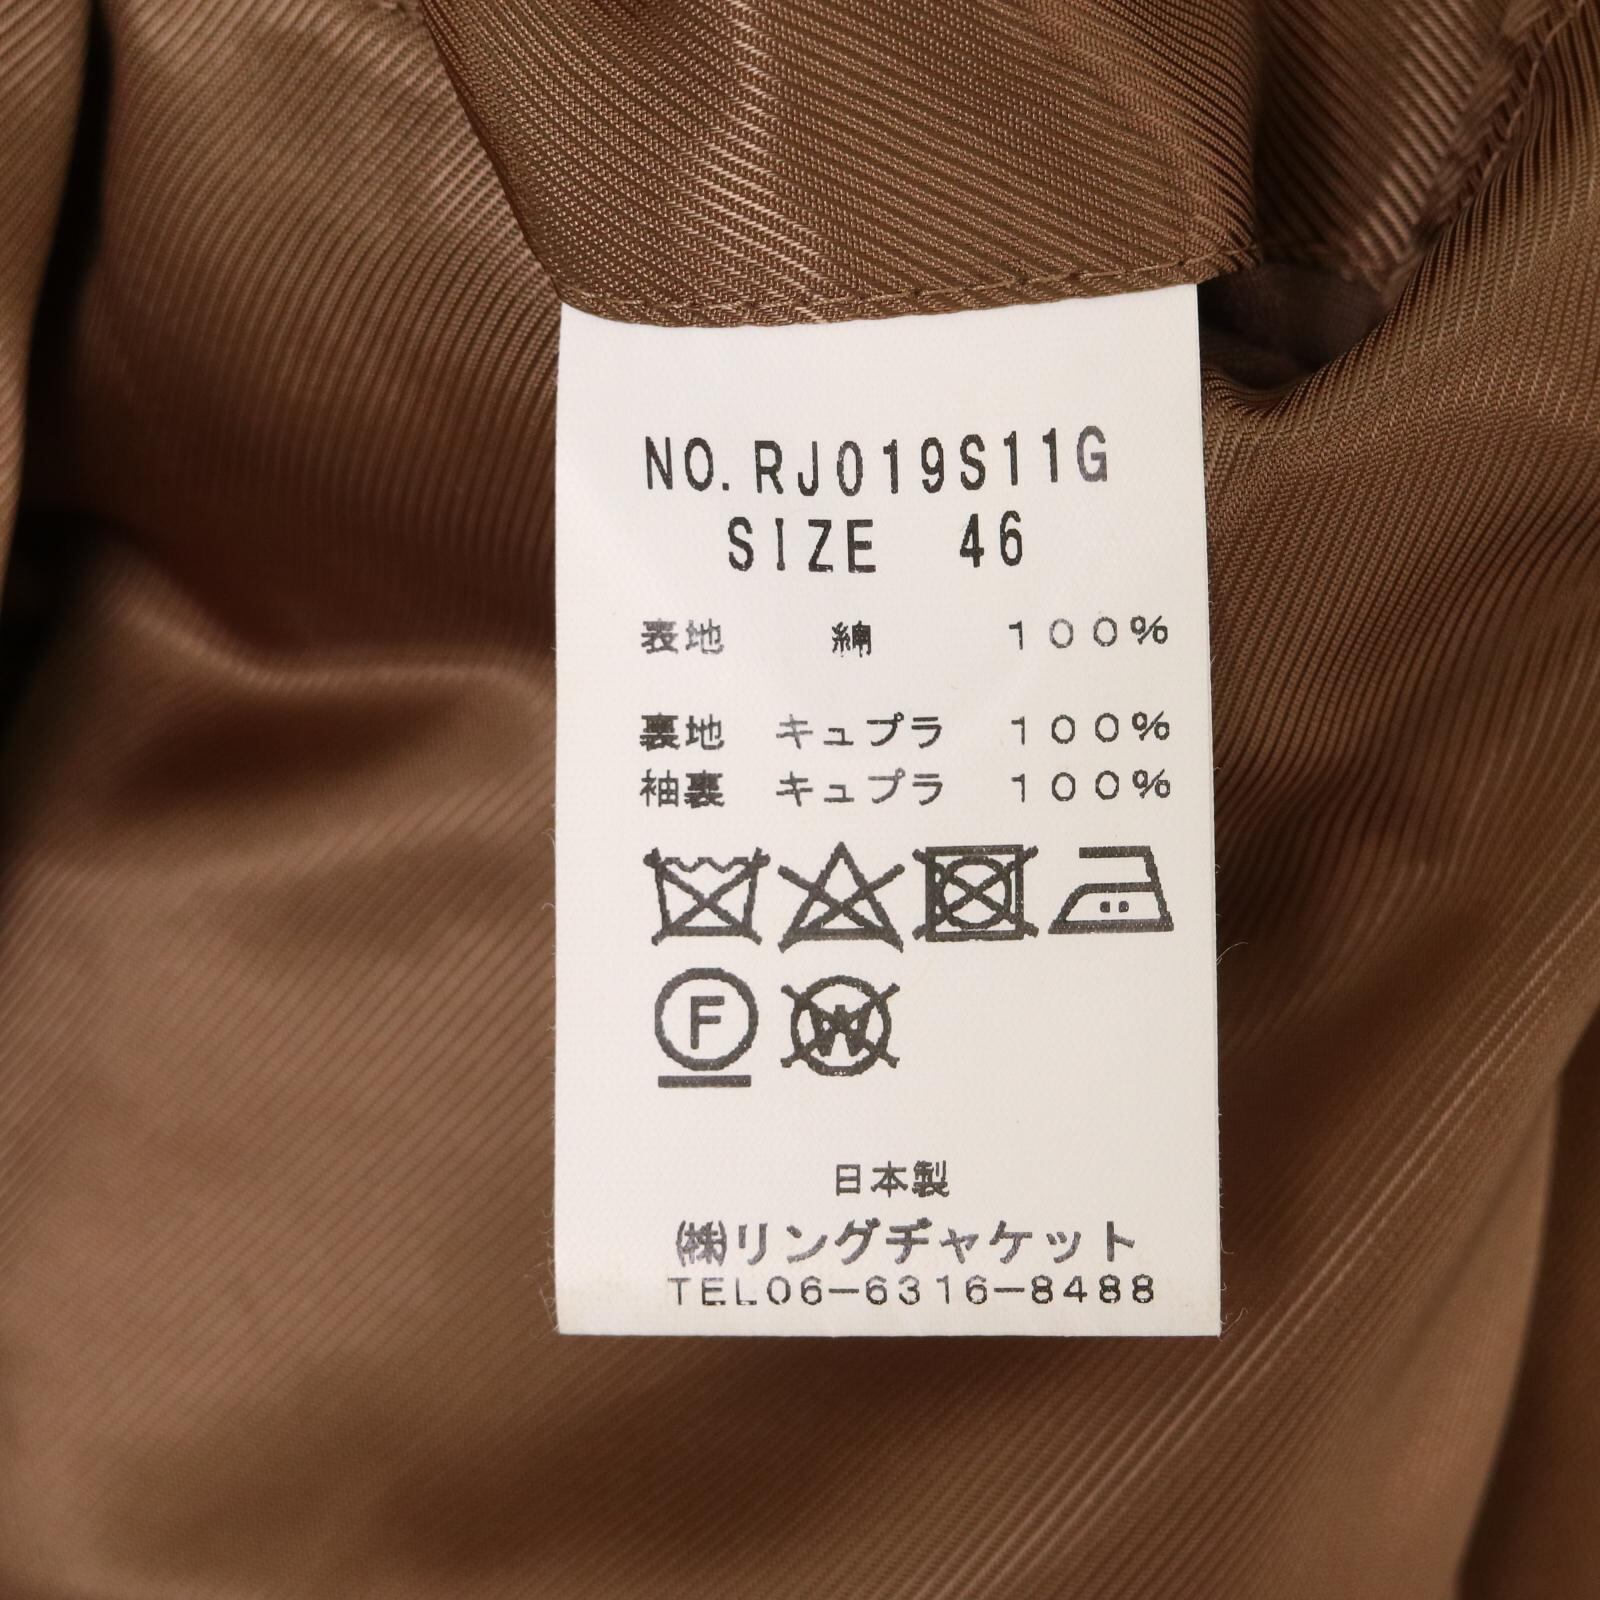 NO.RJ019S11G
SIZE 46
表地 綿 100%
裏地 キュプラ 100%
袖裏 キュプラ 100%
F W
日本製
㈱リングヂャケット
TEL06-6316-8488